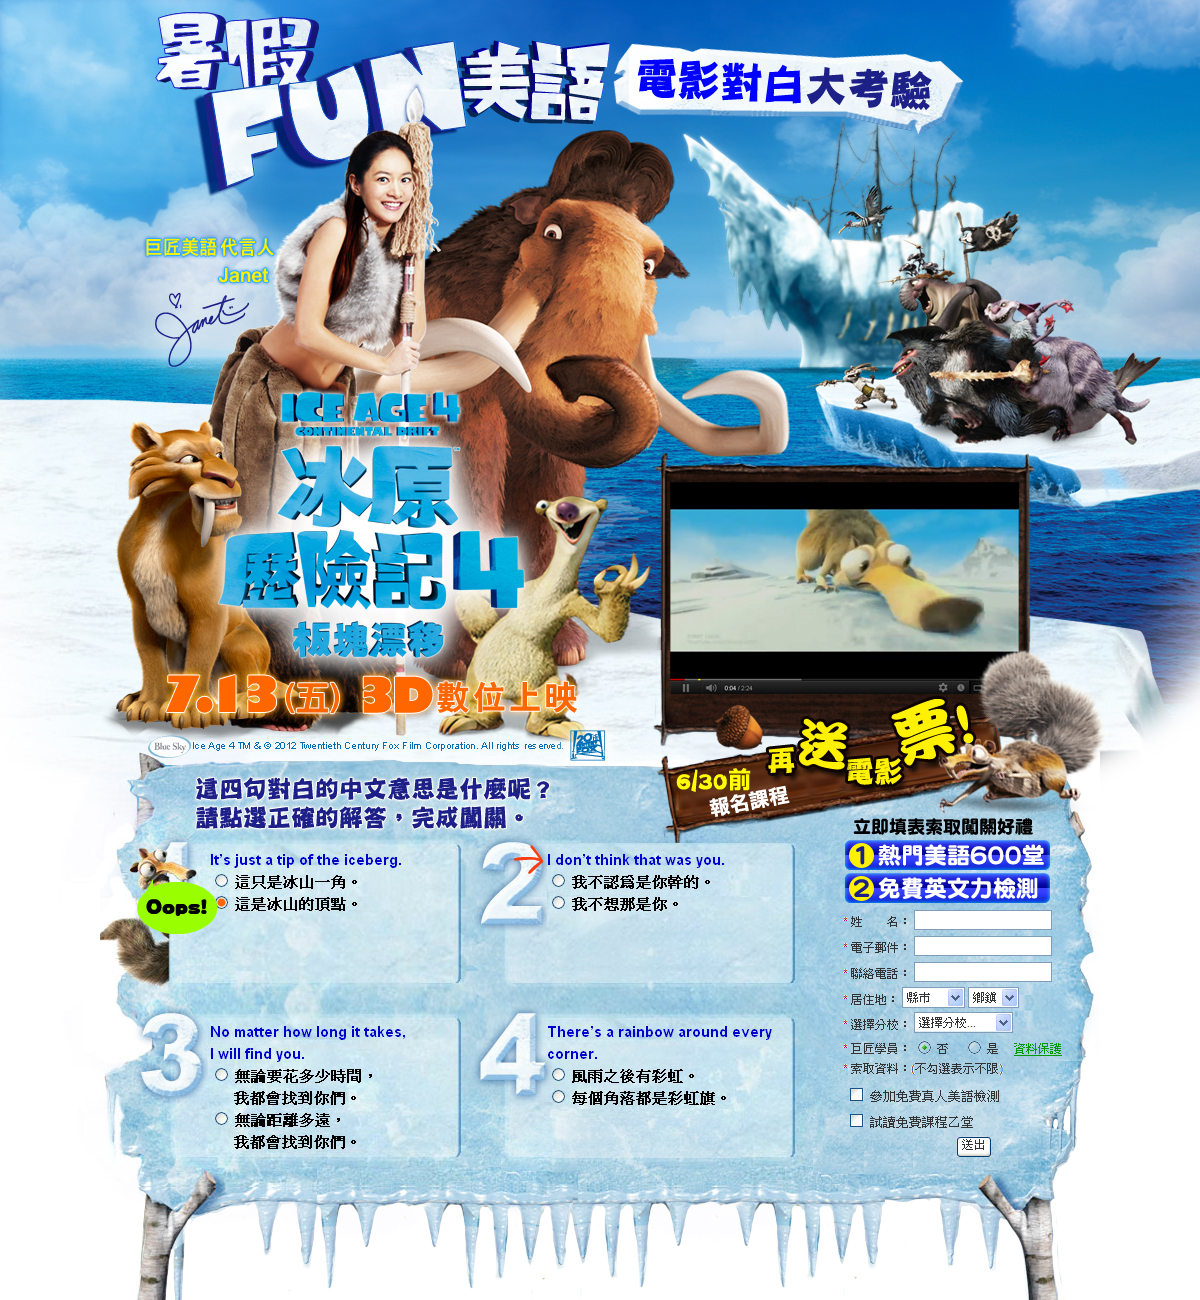 暑假
FUN美語
電影對白大考驗
巨匠美語代言人
Janet
Janet
ICE AGE 4
CONTINENTAL DRIFT
冰原
歷險記4
板塊漂移
7.13(五) 3D數位上映
Blue Sky
Ice Age 4 TM & © 2012 Twentieth Century Fox Film Corporation. All rights reserved.
0:04 / 2:24
6/30前
報名課程
再送電影票!
這四句對白的中文意思是什麼呢？
請點選正確的解答，完成闖關。
1
It's just a tip of the iceberg.
這只是冰山一角。
這是冰山的頂點。
Oops!
2
I don't think that was you.
我不認為是你幹的。
我不想那是你。
3
No matter how long it takes,
I will find you.
無論要花多少時間，
我都會找到你們。
無論距離多遠，
我都會找到你們。
4
There's a rainbow around every
corner.
風雨之後有彩虹。
每個角落都是彩虹旗。
立即填表索取闖關好禮
1 熱門美語600堂
2 免費英文力檢測
*姓 名：
*電子郵件：
*聯絡電話：
*居住地： 縣市 鄉鎮
*選擇分校： 選擇分校...
*巨匠學員： 否 是 資料保護
*索取資料：(不勾選表示不限)
參加免費真人美語檢測
試讀免費課程乙堂
送出